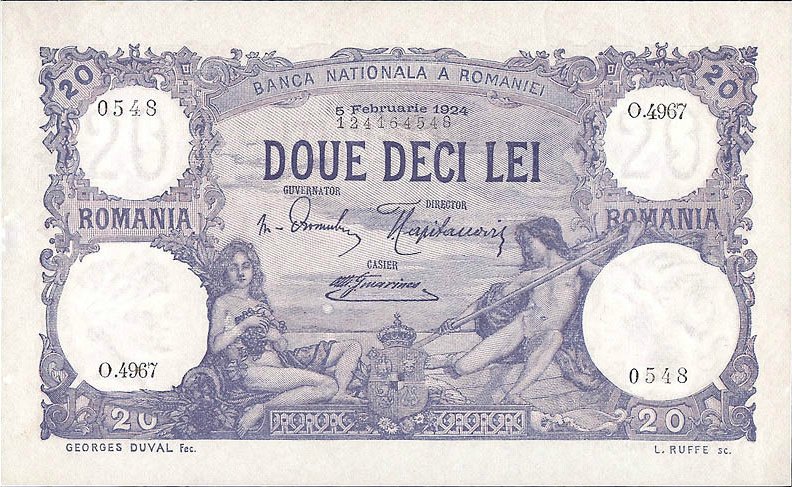 BANCA NATIONALA A ROMANIEI
20
20
0548
5 Februarie 1924
124164548
O.4967
DOUE DECI LEI
GUVERNATOR
DIRECTOR
ROMANIA
ROMANIA
CASIER
O.4967
0548
20
20
GEORGES DUVAL Fec.
L. RUFFE sc.